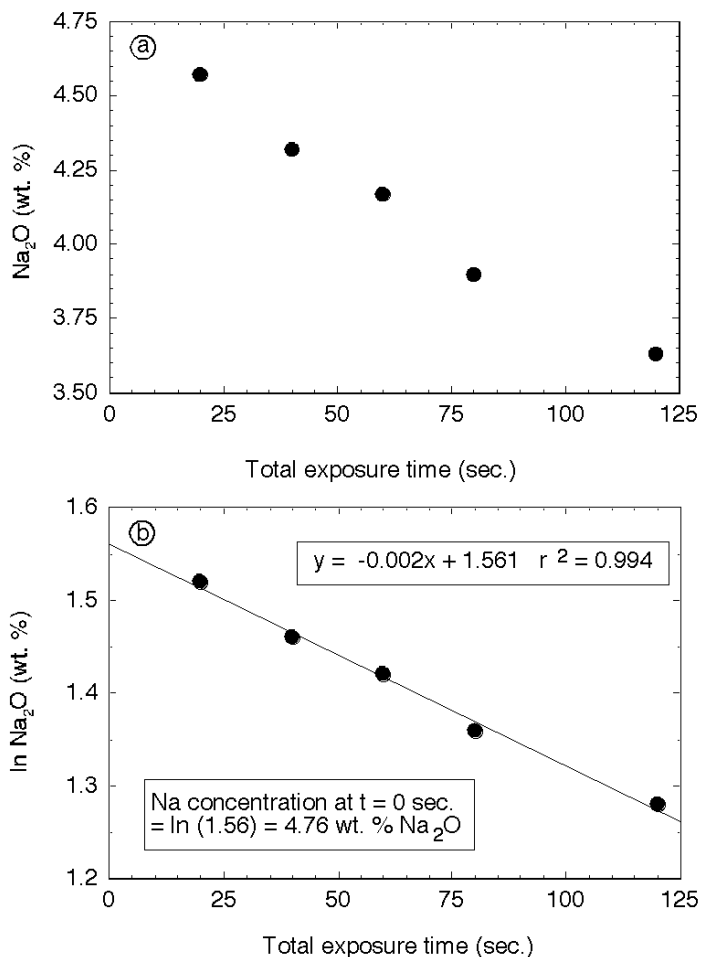 4.75
a
4.50
4.25
4.00
3.75
3.50
Na₂O (wt. %)
0 25 50 75 100 125
Total exposure time (sec.)
1.6
b
y = -0.002x + 1.561 r ² = 0.994
1.5
1.4
1.3
1.2
ln Na₂O (wt. %)
Na concentration at t = 0 sec.
= ln (1.56) = 4.76 wt. % Na₂O
0 25 50 75 100 125
Total exposure time (sec.)